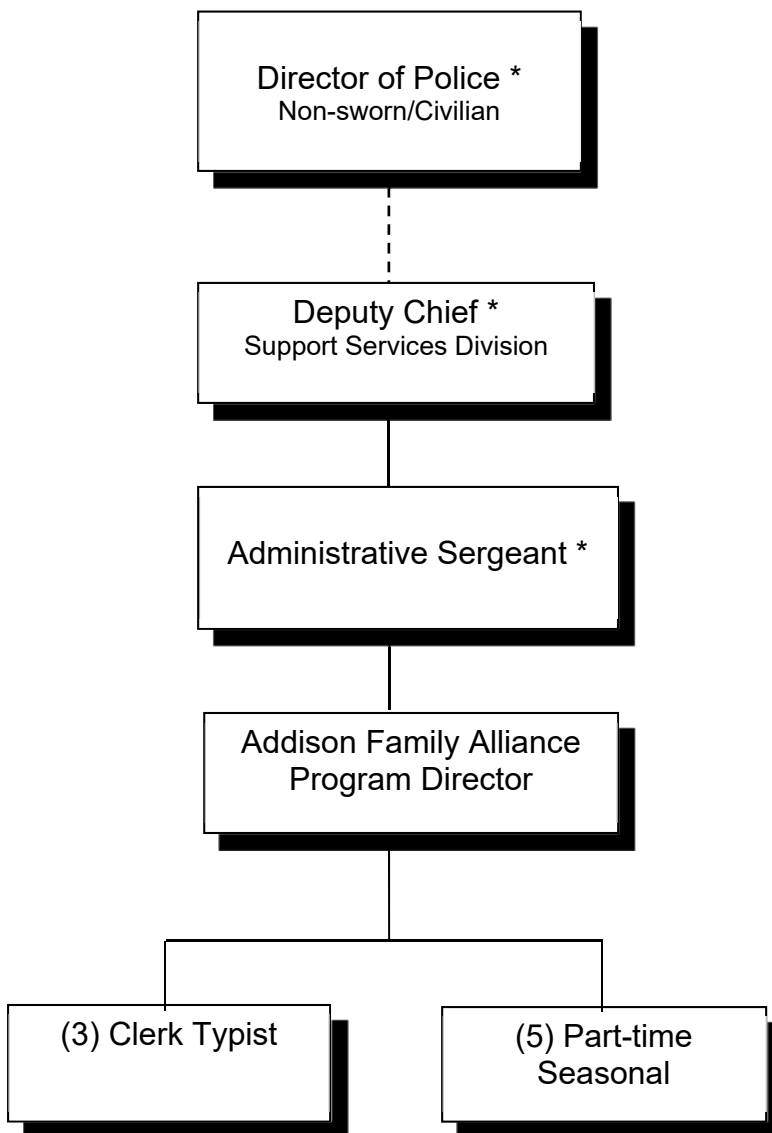 Director of Police *
Non-sworn/Civilian
Deputy Chief *
Support Services Division
Administrative Sergeant *
Addison Family Alliance
Program Director
(3) Clerk Typist
(5) Part-time
Seasonal